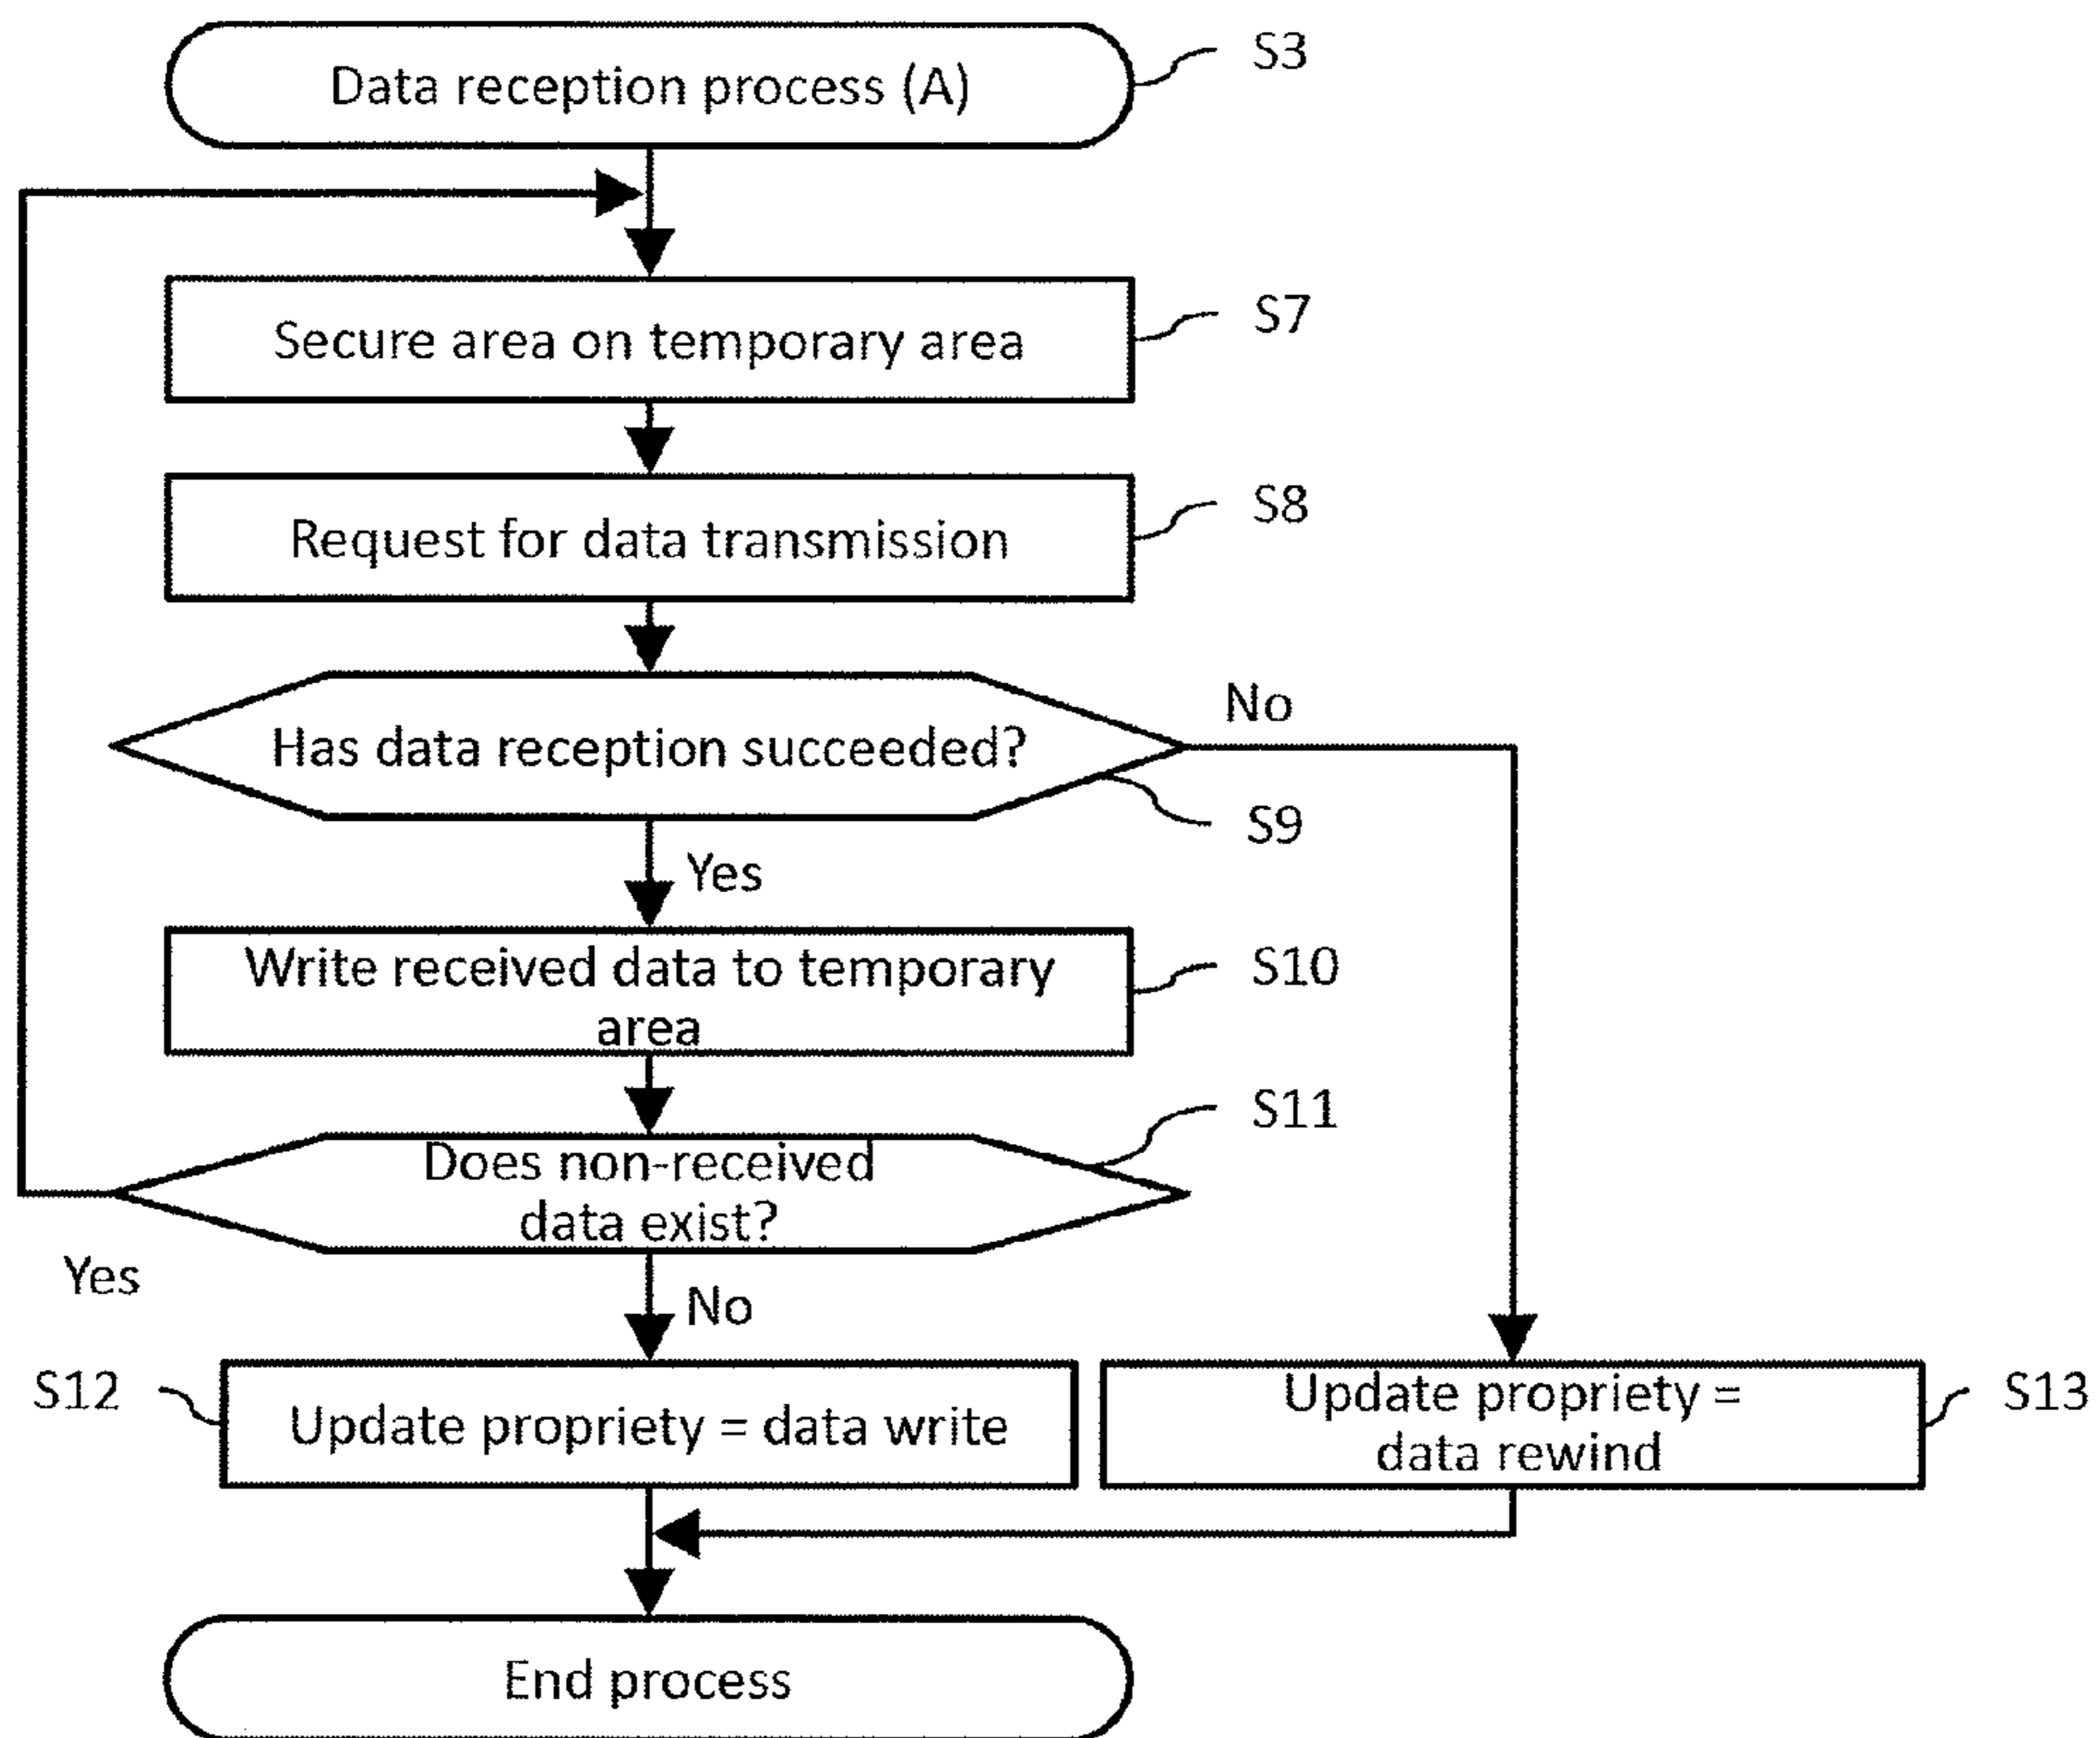 Data reception process (A)
S3
Secure area on temporary area
S7
Request for data transmission
S8
Has data reception succeeded?
No
S9
Yes
Write received data to temporary
area
S10
Does non-received
data exist?
S11
Yes
No
S12
Update propriety = data write
Update propriety =
data rewind
S13
End process